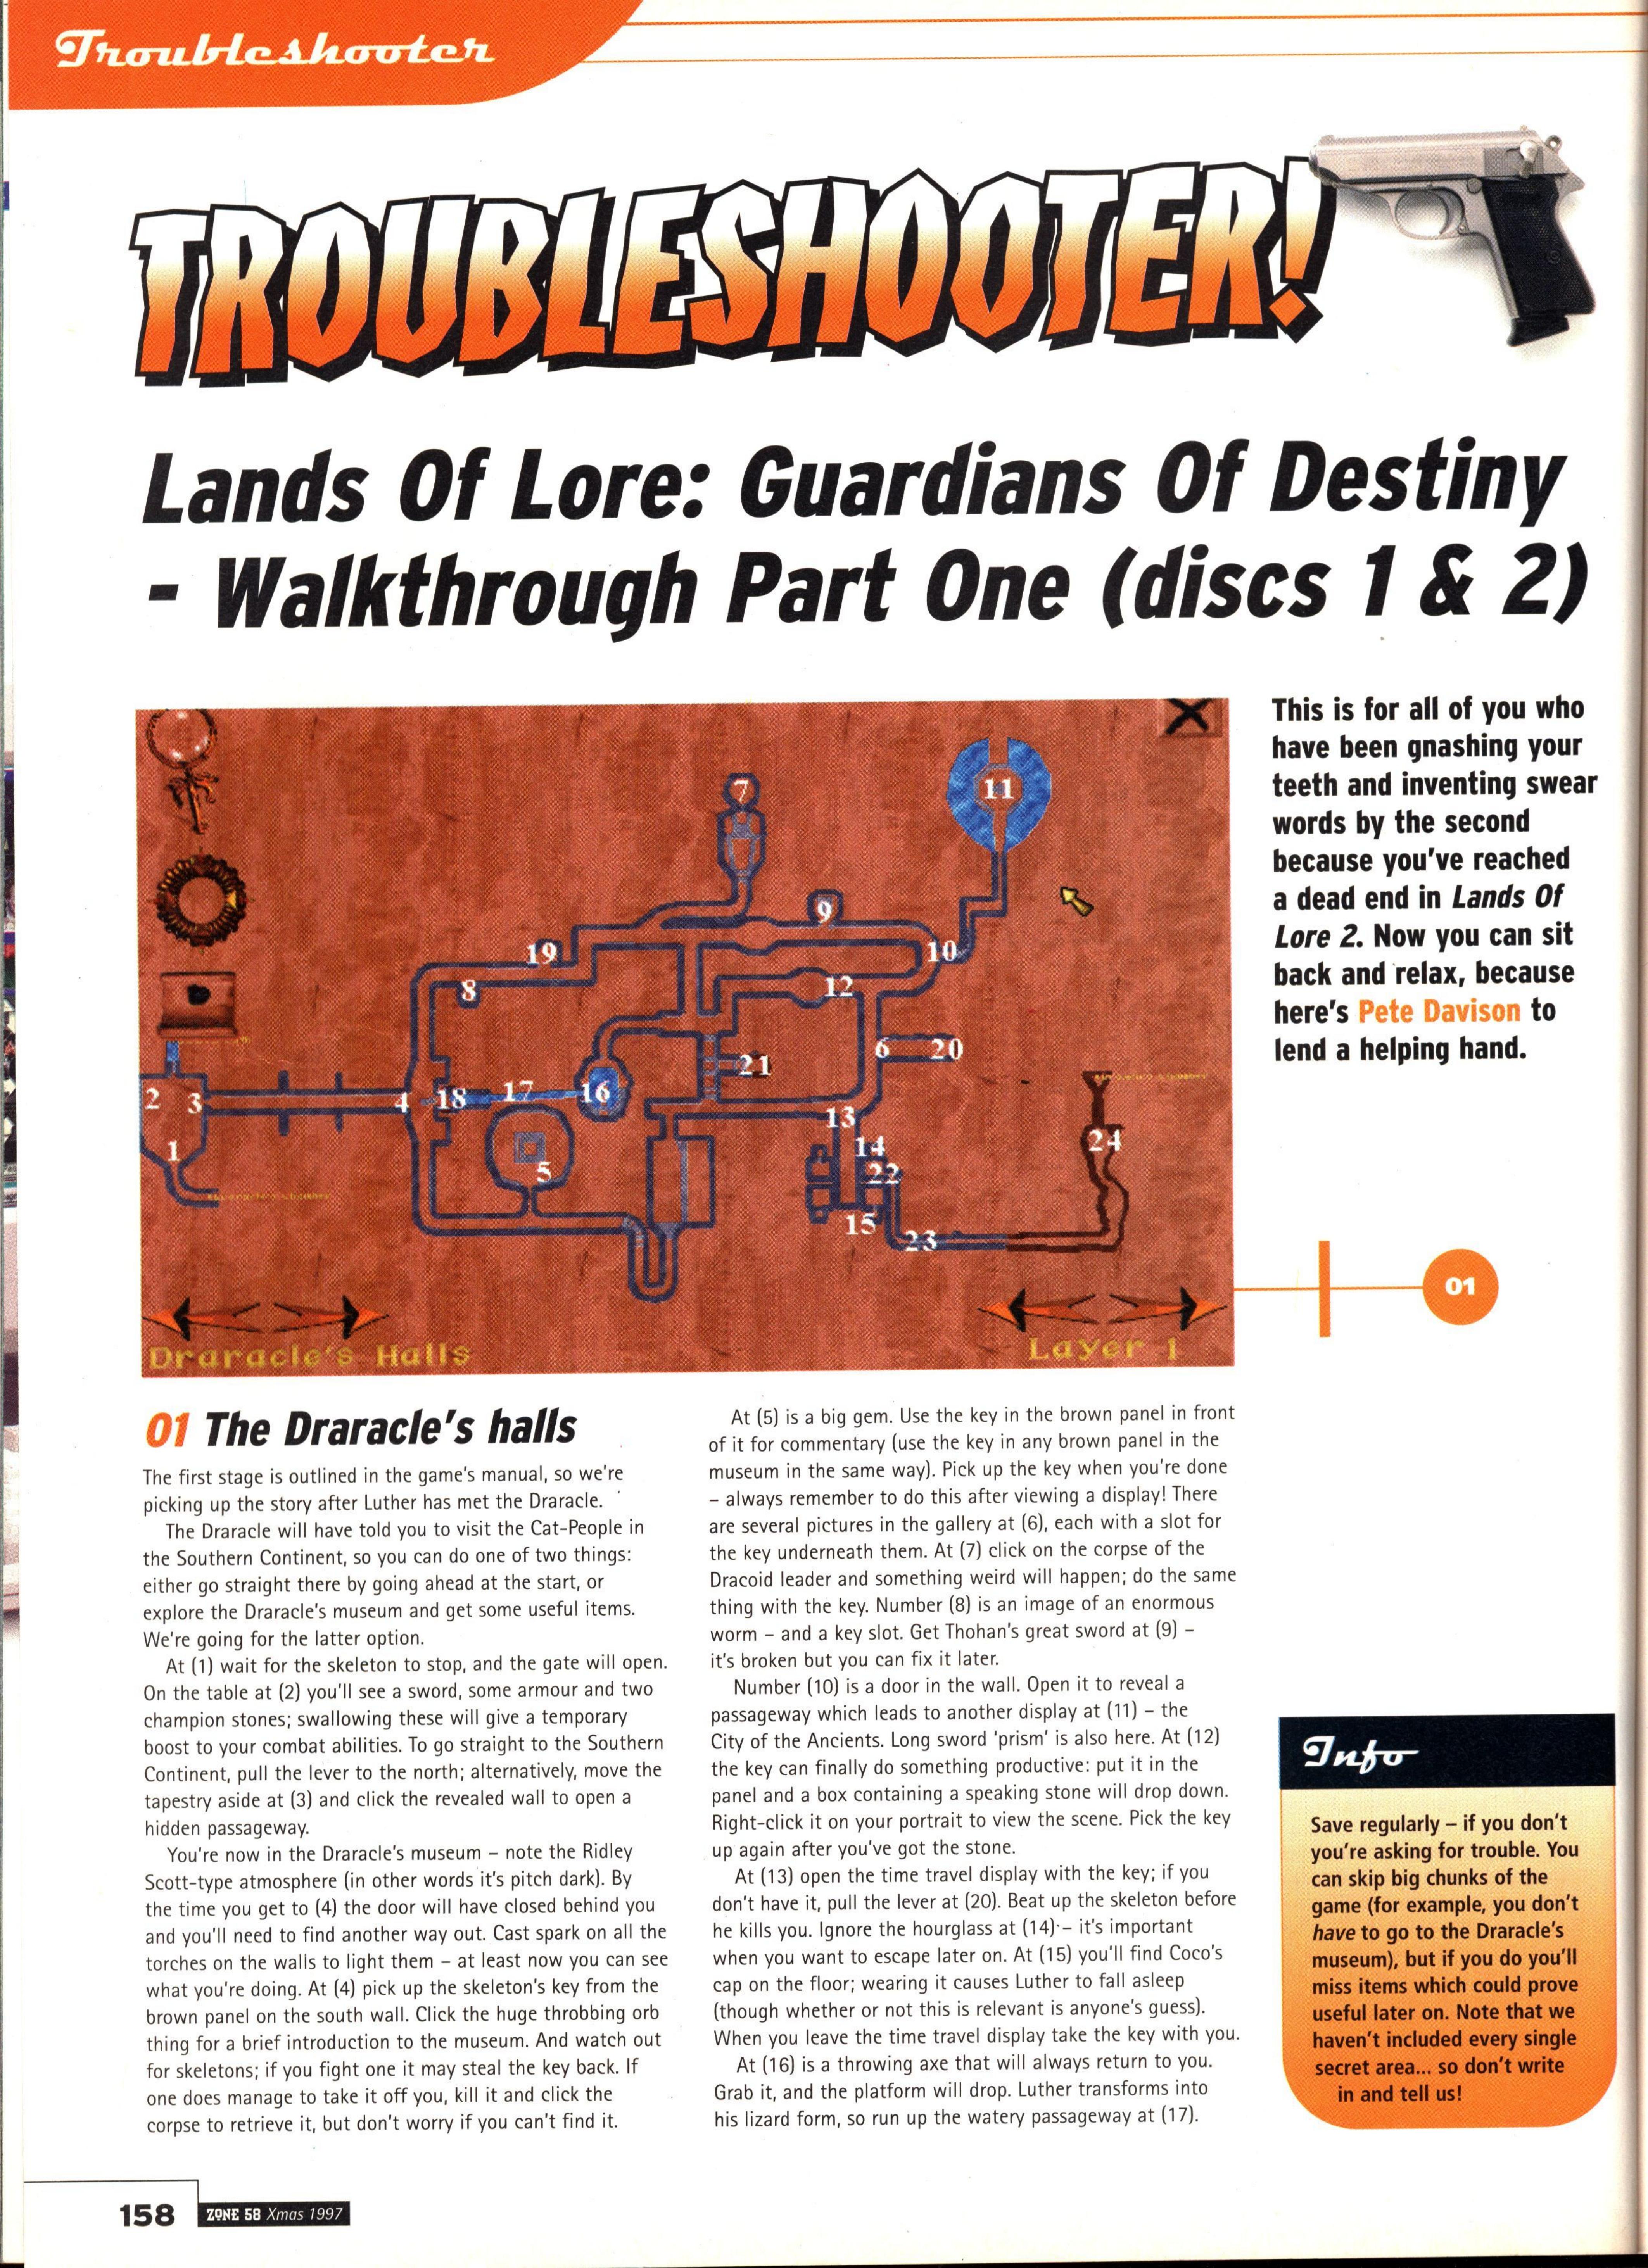 Troubleshooter
TROUBLESHOOTER!
Lands Of Lore: Guardians Of Destiny
- Walkthrough Part One (discs 1 & 2)
This is for all of you who
have been gnashing your
teeth and inventing swear
words by the second
because you've reached
a dead end in Lands Of
Lore 2. Now you can sit
back and relax, because
here's Pete Davison to
lend a helping hand.
7
11
9
19
10
8
12
6
20
21
2
3
4
18
17
16
13
1
5
14
22
24
15
23
Draracle's Halls
Layer 1
01
01 The Draracle's halls
The first stage is outlined in the game's manual, so we're
picking up the story after Luther has met the Draracle.
The Draracle will have told you to visit the Cat-People in
the Southern Continent, so you can do one of two things:
either go straight there by going ahead at the start, or
explore the Draracle's museum and get some useful items.
We're going for the latter option.
At (1) wait for the skeleton to stop, and the gate will open.
On the table at (2) you'll see a sword, some armour and two
champion stones; swallowing these will give a temporary
boost to your combat abilities. To go straight to the Southern
Continent, pull the lever to the north; alternatively, move the
tapestry aside at (3) and click the revealed wall to open a
hidden passageway.
You're now in the Draracle's museum – note the Ridley
Scott-type atmosphere (in other words it's pitch dark). By
the time you get to (4) the door will have closed behind you
and you'll need to find another way out. Cast spark on all the
torches on the walls to light them – at least now you can see
what you're doing. At (4) pick up the skeleton's key from the
brown panel on the south wall. Click the huge throbbing orb
thing for a brief introduction to the museum. And watch out
for skeletons; if you fight one it may steal the key back. If
one does manage to take it off you, kill it and click the
corpse to retrieve it, but don't worry if you can't find it.
At (5) is a big gem. Use the key in the brown panel in front
of it for commentary (use the key in any brown panel in the
museum in the same way). Pick up the key when you're done
– always remember to do this after viewing a display! There
are several pictures in the gallery at (6), each with a slot for
the key underneath them. At (7) click on the corpse of the
Dracoid leader and something weird will happen; do the same
thing with the key. Number (8) is an image of an enormous
worm – and a key slot. Get Thohan's great sword at (9) –
it's broken but you can fix it later.
Number (10) is a door in the wall. Open it to reveal a
passageway which leads to another display at (11) – the
City of the Ancients. Long sword 'prism' is also here. At (12)
the key can finally do something productive: put it in the
panel and a box containing a speaking stone will drop down.
Right-click it on your portrait to view the scene. Pick the key
up again after you've got the stone.
At (13) open the time travel display with the key; if you
don't have it, pull the lever at (20). Beat up the skeleton before
he kills you. Ignore the hourglass at (14) – it's important
when you want to escape later on. At (15) you'll find Coco's
cap on the floor; wearing it causes Luther to fall asleep
(though whether or not this is relevant is anyone's guess).
When you leave the time travel display take the key with you.
At (16) is a throwing axe that will always return to you.
Grab it, and the platform will drop. Luther transforms into
his lizard form, so run up the watery passageway at (17).
Info
Save regularly – if you don't
you're asking for trouble. You
can skip big chunks of the
game (for example, you don't
have to go to the Draracle's
museum), but if you do you'll
miss items which could prove
useful later on. Note that we
haven't included every single
secret area... so don't write
in and tell us!
158
ZONE 58 Xmas 1997